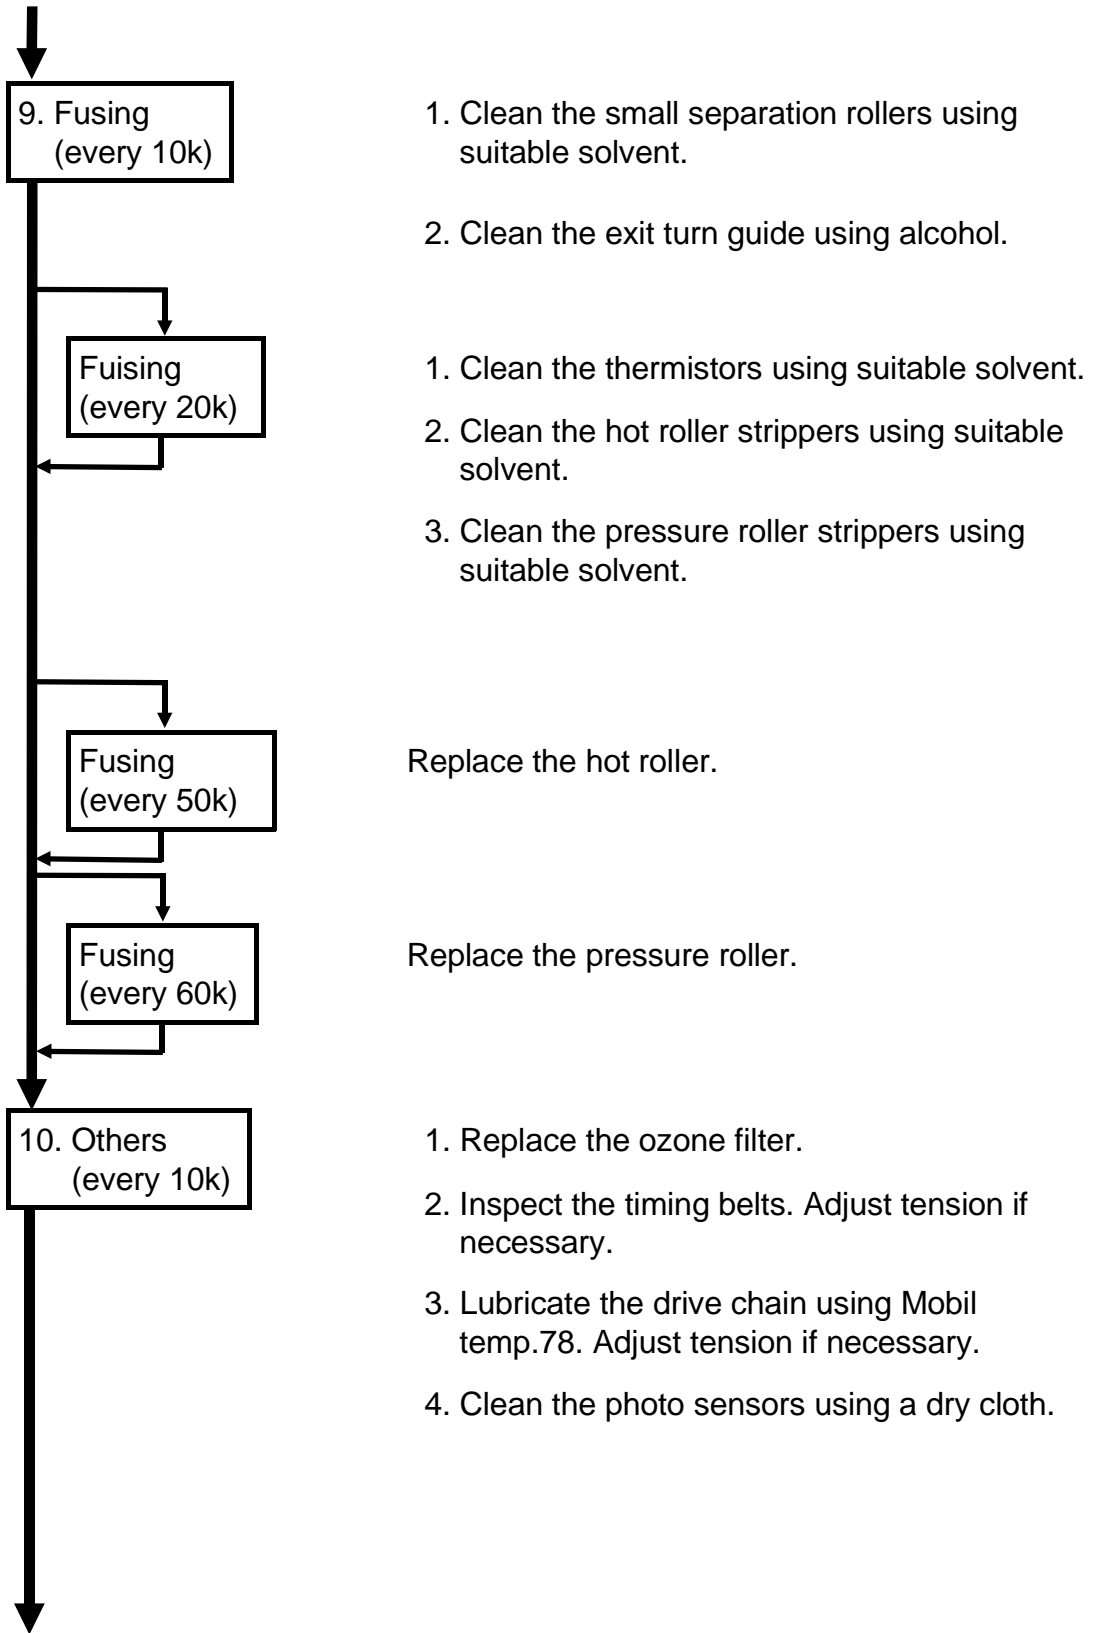 9. Fusing
(every 10k)
1. Clean the small separation rollers using
suitable solvent.
2. Clean the exit turn guide using alcohol.
Fuising
(every 20k)
1. Clean the thermistors using suitable solvent.
2. Clean the hot roller strippers using suitable
solvent.
3. Clean the pressure roller strippers using
suitable solvent.
Fusing
(every 50k)
Replace the hot roller.
Fusing
(every 60k)
Replace the pressure roller.
10. Others
(every 10k)
1. Replace the ozone filter.
2. Inspect the timing belts. Adjust tension if
necessary.
3. Lubricate the drive chain using Mobil
temp.78. Adjust tension if necessary.
4. Clean the photo sensors using a dry cloth.